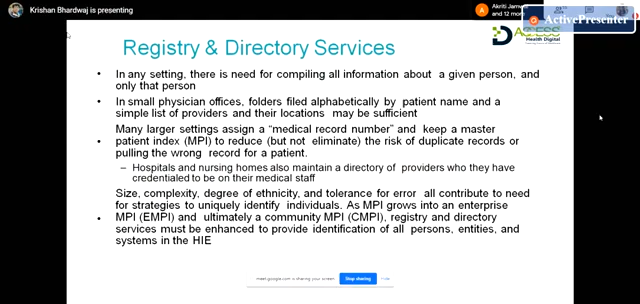 Krishan Bhardwaj is presenting
Akriti Jamwal
and 12 more
ActivePresenter
Health Digital
Registry & Directory Services
• In any setting, there is need for compiling all information about a given person, and
only that person
• In small physician offices, folders filed alphabetically by patient name and a
simple list of providers and their locations may be sufficient
Many larger settings assign a “medical record number” and keep a master
• patient index (MPI) to reduce (but not eliminate) the risk of duplicate records or
pulling the wrong record for a patient.
– Hospitals and nursing homes also maintain a directory of providers who they have
credentialed to be on their medical staff
Size, complexity, degree of ethnicity, and tolerance for error all contribute to need
for strategies to uniquely identify individuals. As MPI grows into an enterprise
• MPI (EMPI) and ultimately a community MPI (CMPI), registry and directory
services must be enhanced to provide identification of all persons, entities, and
systems in the HIE
meet.google.com is sharing your screen.
Stop sharing
Hide